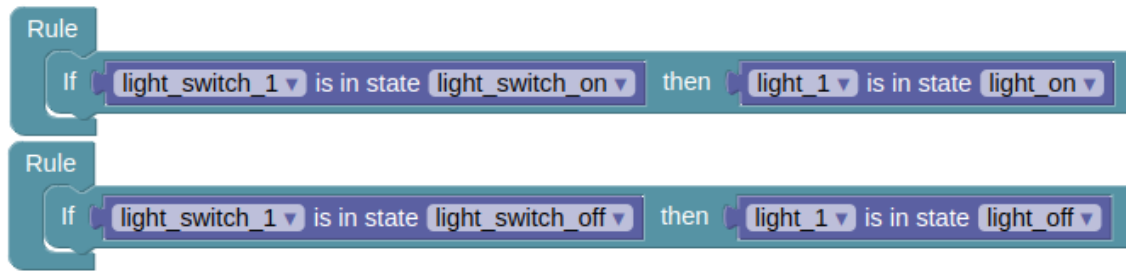 Rule
If light_switch_1 is in state light_switch_on then light_1 is in state light_on
Rule
If light_switch_1 is in state light_switch_off then light_1 is in state light_off